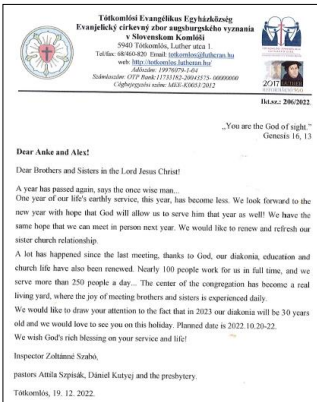 Tótkomlósi Evangélikus Egyházközség
Evanjelický cirkevný zbor augsburgského vyznania
v Slovenskom Komlóši
5940 Tótkomlós, Luther utca 1.
Tel/fax: 68/460-820 Email: totkomlos@lutheran.hu
web: http://totkomlos.lutheran.hu/
Adószám: 19976079-1-04
Számlaszám: OTP Bank:11733182-20043575-
Cégbejegyzési szám: MEE-K0053/2012
2017
Ikt.sz.: 206/2022.
„You are the God of sight."
Genesis 16, 13
Dear Anke and Alex!
Dear Brothers and Sisters in the Lord Jesus Christ!
A year has passed again, says the once wise man...
One year of our life's earthly service, this year, has become less. We look forward to the
new year with hope that God will allow us to serve him that year as well! We have the
same hope that we can meet in person next year. We would like to renew and refresh our
sister church relationship.
A lot has happened since the last meeting, thanks to God, our diakonia, education and
church life have also been renewed. Nearly 100 people work for us in full time, and we
serve more than 250 people a day... The center of the congregation has become a real
living yard, where the joy of meeting brothers and sisters is experienced daily.
We would like to draw your attention to the fact that in 2023 our diakonia will be 30 years
old and we would love to see you on this holiday. Planned date is 2022.10.20-22.
We wish God's rich blessing on your service and life!
Inspector Zoltánné Szabó,
pastors Attila Szpisák, Dániel Kutyej and the presbytery.
Tótkomlós, 19. 12. 2022.